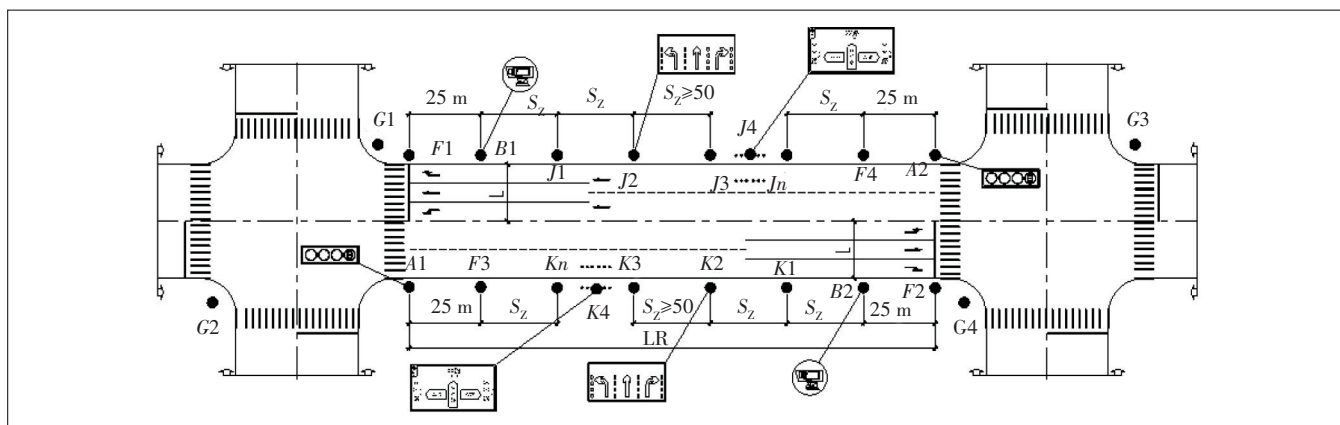 S_z≥50
25 m S_z S_z S_z 25 m
G1 J4 G3
F1 B1 J1 J2 J3 Jn F4 A2
L
L
A1 F3 Kn K3 K2 K1 B2 F2
K4
G2 G4
25 m S_z S_z≥50 S_z S_z 25 m
LR